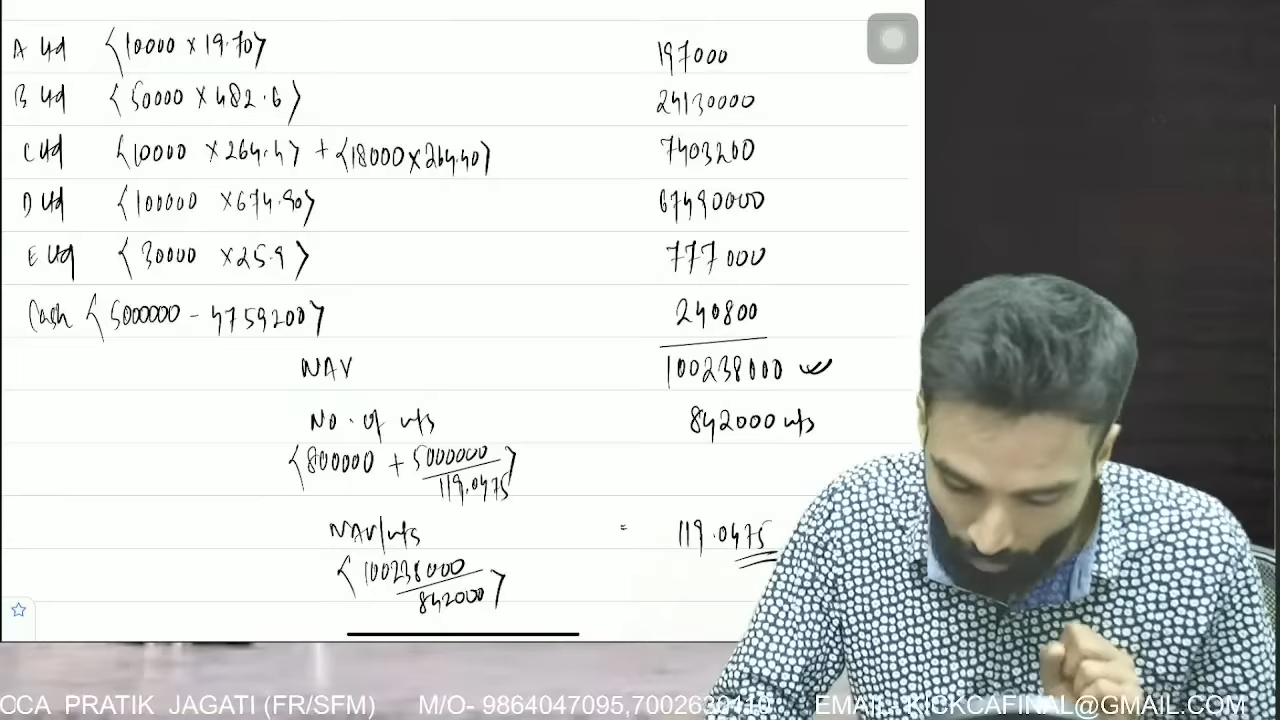 A Ltd ⟨10000 × 19.70⟩ 197000
B Ltd ⟨50000 × 482.6⟩ 24130000
C Ltd ⟨10000 × 264.4⟩ + ⟨18000 × 264.40⟩ 7403200
D Ltd ⟨100000 × 674.90⟩ 67490000
E Ltd ⟨30000 × 25.9⟩ 777000
Cash ⟨5000000 - 4759200⟩ 240800
NAV 100238000
No. of uts 842000 uts
⟨800000 + 5000000
119.0475⟩
NAV/uts = 119.0475
⟨100238000
842000⟩
OCA PRATIK JAGATI (FR/SFM) M/O- 9864047095,7002630110 EMAIL- KICKCAFINAL@GMAIL.COM